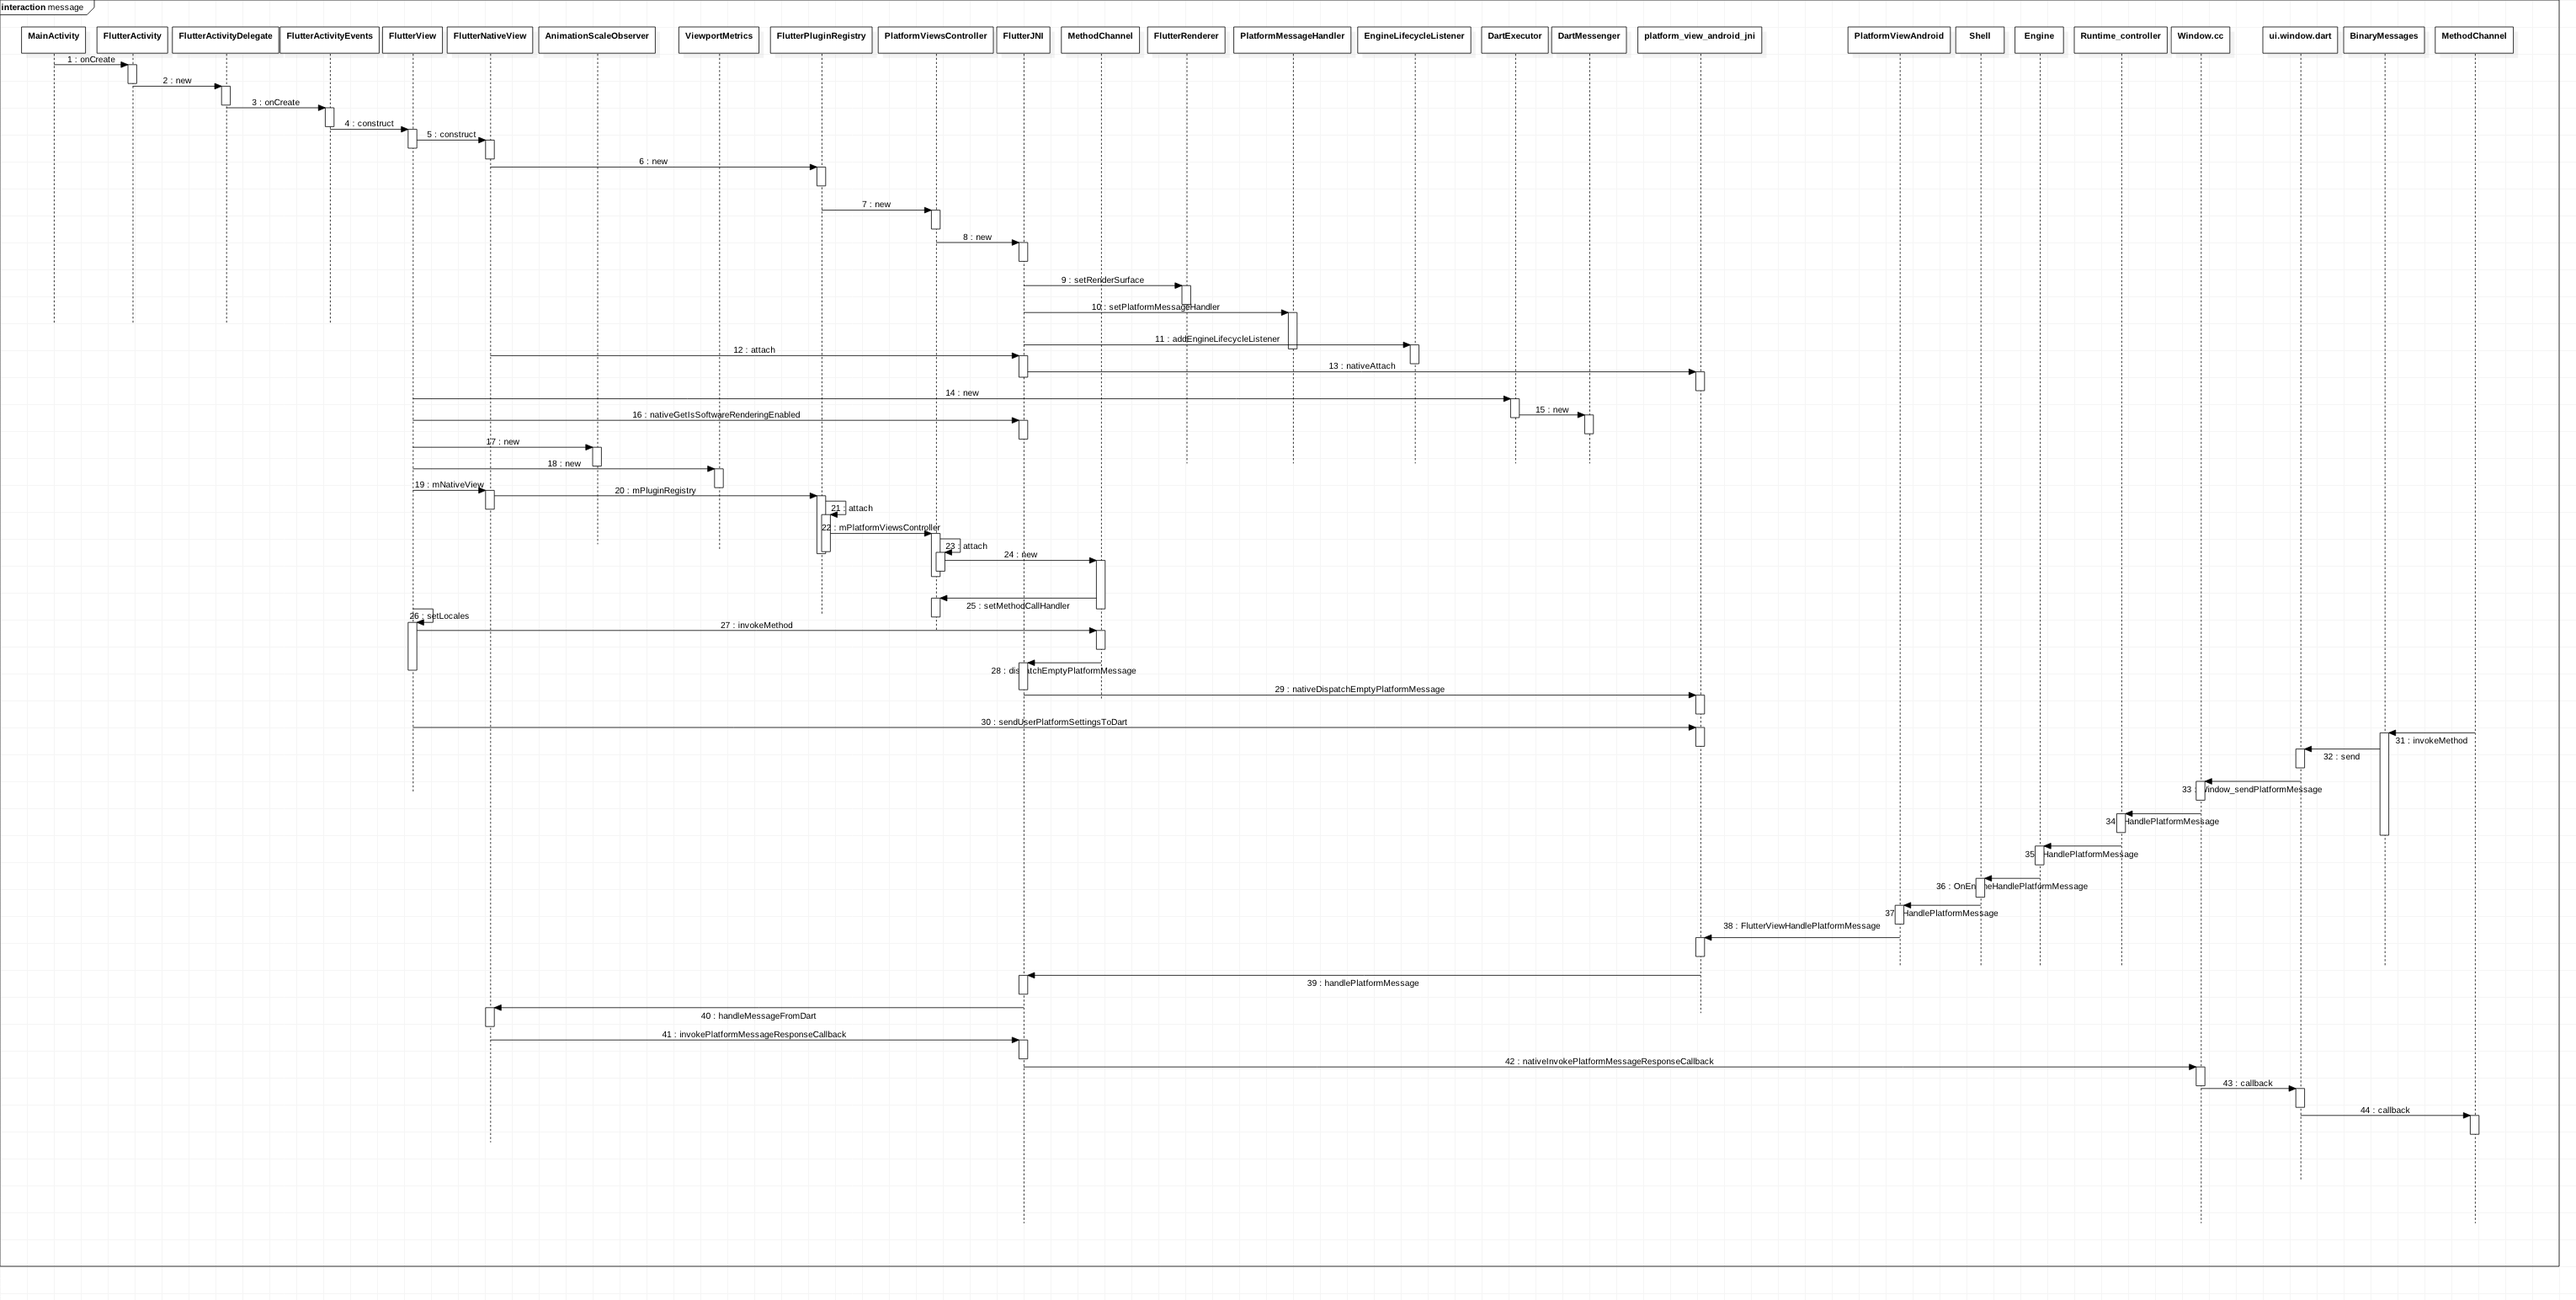 interaction message
MainActivity
FlutterActivity
FlutterActivityDelegate
FlutterActivityEvents
FlutterView
FlutterNativeView
AnimationScaleObserver
ViewportMetrics
FlutterPluginRegistry
PlatformViewsController
FlutterJNI
MethodChannel
FlutterRenderer
PlatformMessageHandler
EngineLifecycleListener
DartExecutor
DartMessenger
platform_view_android_jni
PlatformViewAndroid
Shell
Engine
Runtime_controller
Window.cc
ui.window.dart
BinaryMessages
MethodChannel
1 : onCreate
2 : new
3 : onCreate
4 : construct
5 : construct
6 : new
7 : new
8 : new
9 : setRenderSurface
10 : setPlatformMessageHandler
11 : addEngineLifecycleListener
12 : attach
13 : nativeAttach
14 : new
15 : new
16 : nativeGetIsSoftwareRenderingEnabled
17 : new
18 : new
19 : mNativeView
20 : mPluginRegistry
21 : attach
22 : mPlatformViewsController
23 : attach
24 : new
25 : setMethodCallHandler
26 : setLocales
27 : invokeMethod
28 : dispatchEmptyPlatformMessage
29 : nativeDispatchEmptyPlatformMessage
30 : sendUserPlatformSettingsToDart
31 : invokeMethod
32 : send
33 : Window_sendPlatformMessage
34 : HandlePlatformMessage
35 : HandlePlatformMessage
36 : OnEngineHandlePlatformMessage
37 : HandlePlatformMessage
38 : FlutterViewHandlePlatformMessage
39 : handlePlatformMessage
40 : handleMessageFromDart
41 : invokePlatformMessageResponseCallback
42 : nativeInvokePlatformMessageResponseCallback
43 : callback
44 : callback